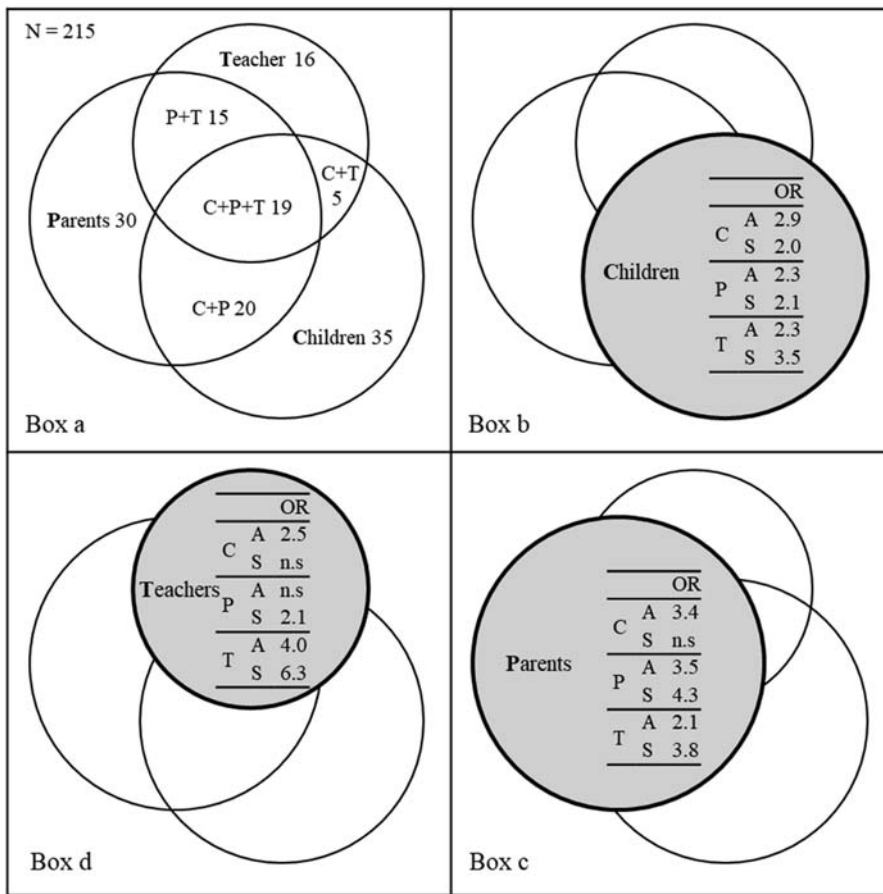 N = 215
Teacher 16
P+T 15
C+T
5
C+P+T 19
Parents 30
C+P 20
Children 35
Box a
OR
C A 2.9
S 2.0
Children
P A 2.3
S 2.1
T A 2.3
S 3.5
Box b
OR
C A 2.5
S n.s
Teachers
P A n.s
S 2.1
T A 4.0
S 6.3
Box d
OR
C A 3.4
S n.s
Parents
P A 3.5
S 4.3
T A 2.1
S 3.8
Box c